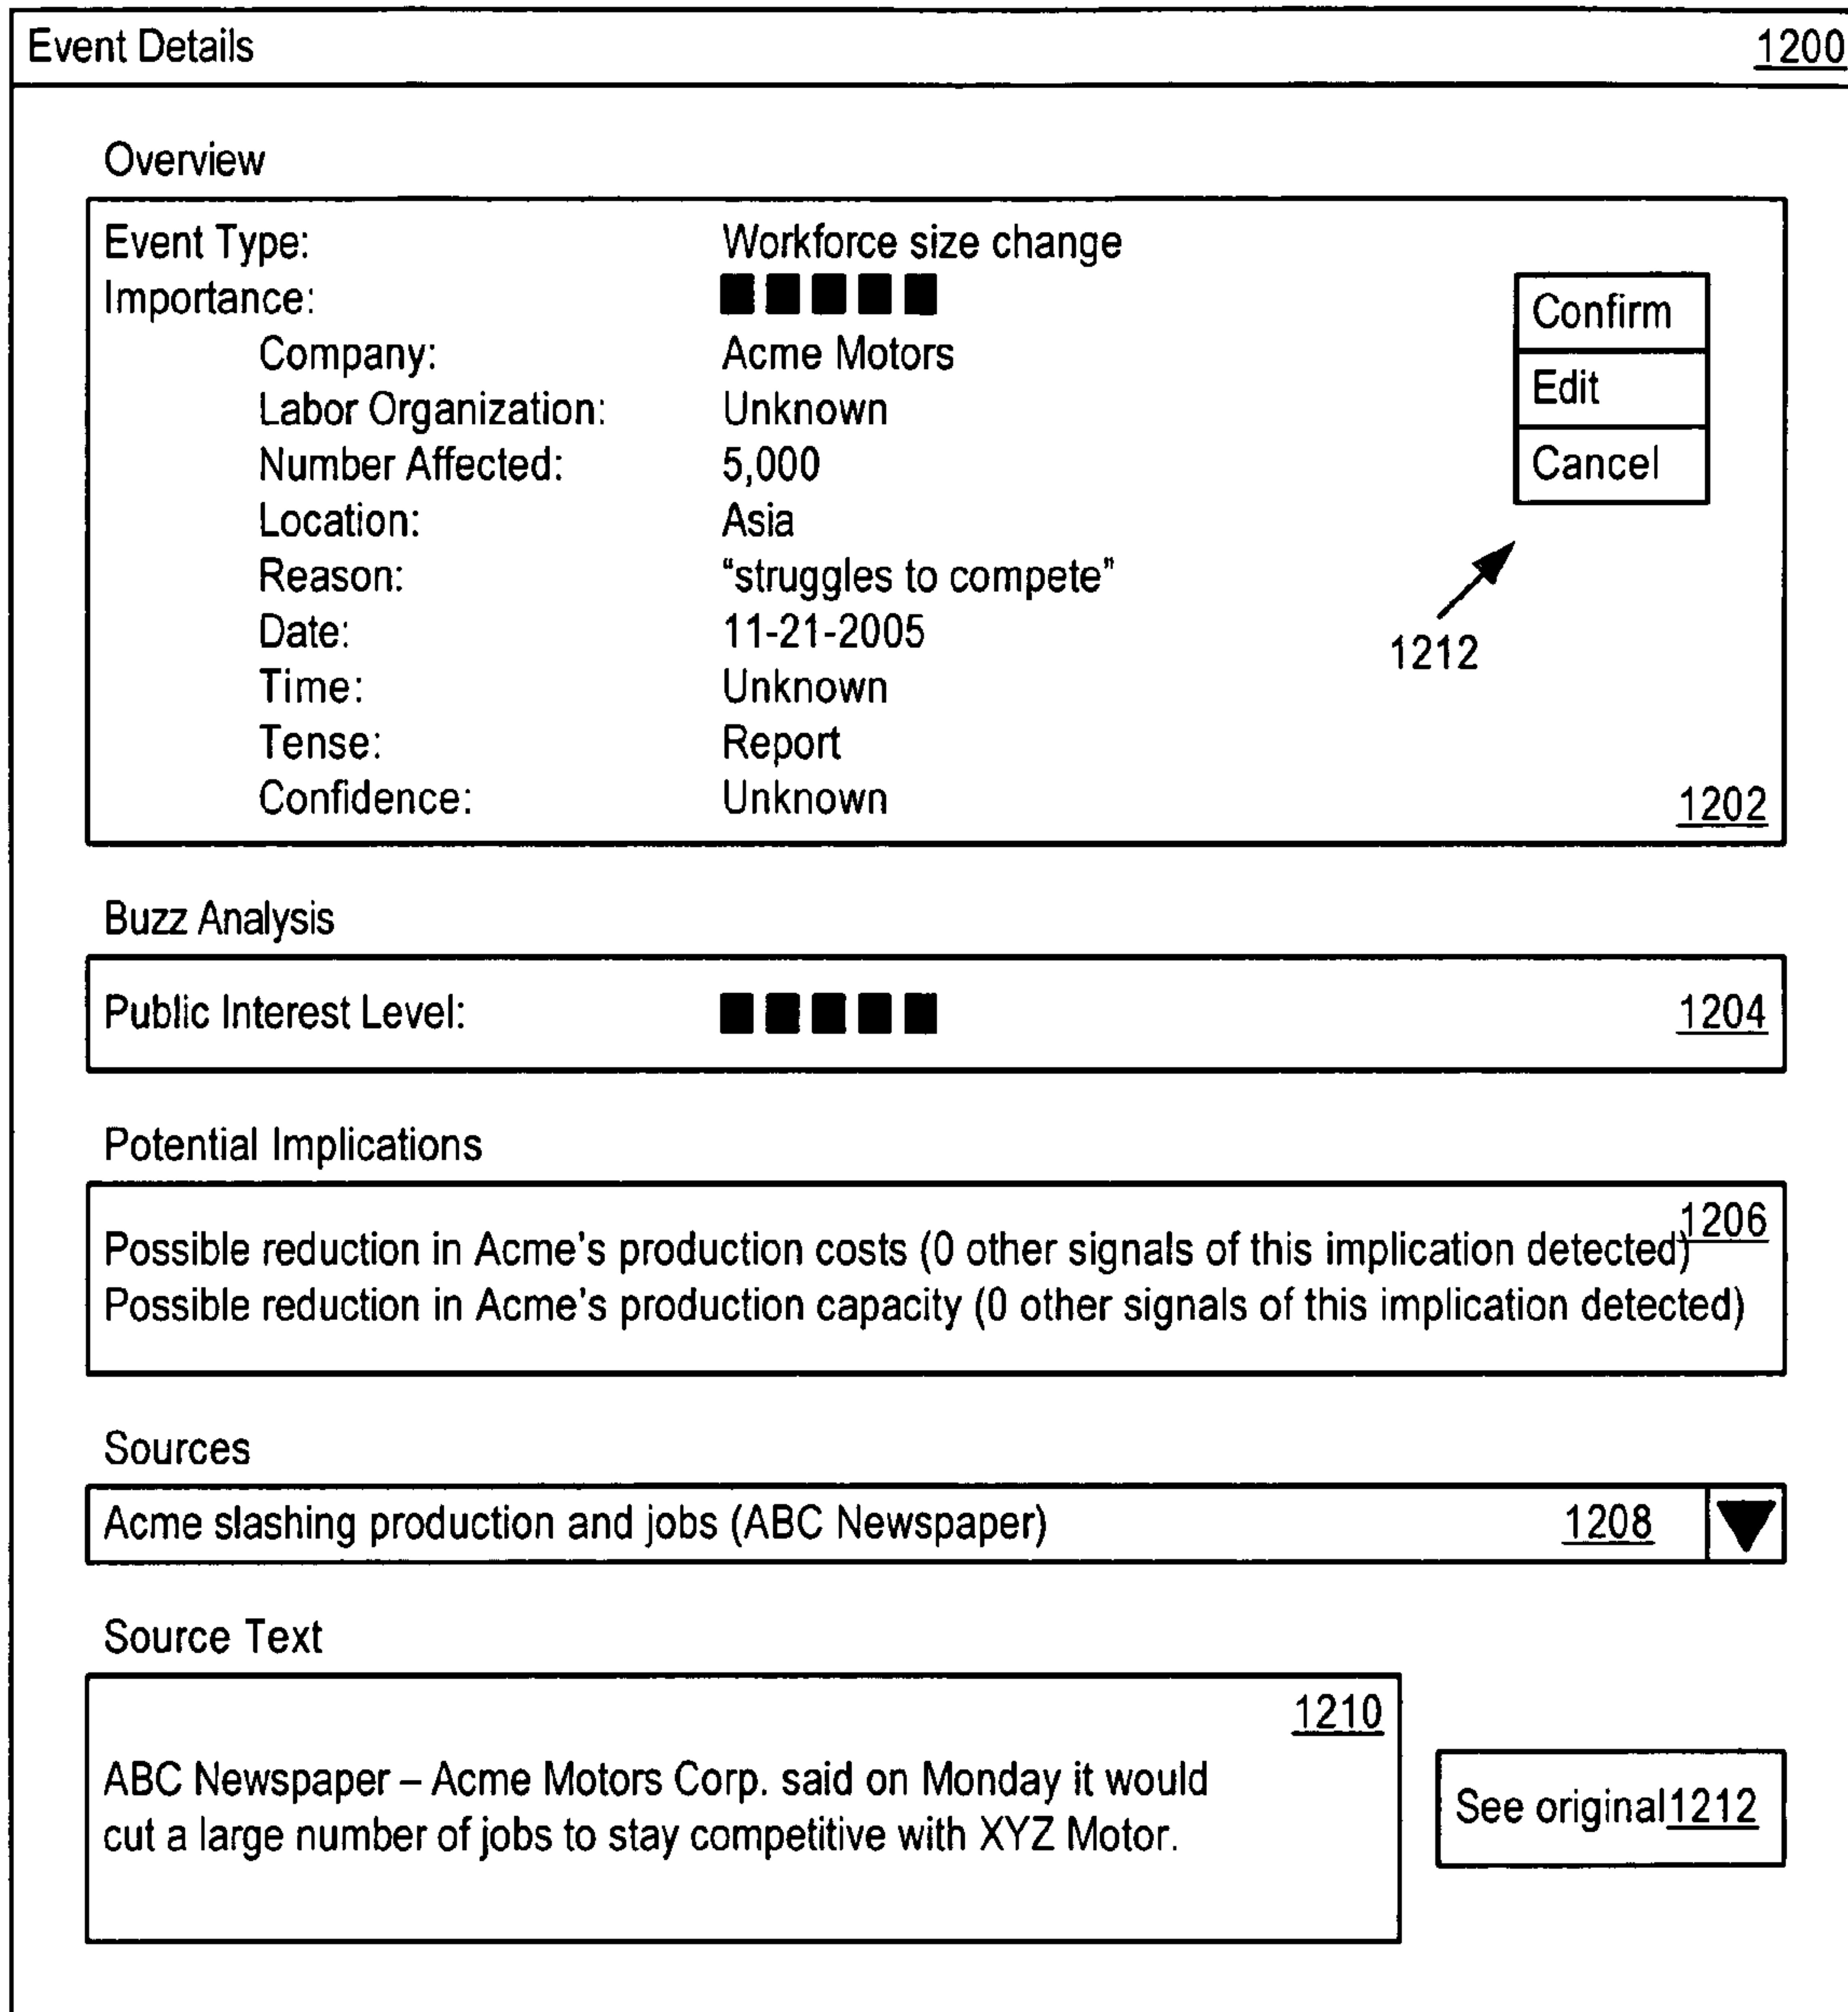 Event Details 1200
Overview
Event Type: Workforce size change
Importance:
Confirm
Company: Acme Motors
Labor Organization: Unknown
Edit
Number Affected: 5,000
Cancel
Location: Asia
Reason: “struggles to compete”
Date: 11-21-2005
1212
Time: Unknown
Tense: Report
Confidence: Unknown
1202
Buzz Analysis
Public Interest Level: 1204
Potential Implications
1206
Possible reduction in Acme's production costs (0 other signals of this implication detected)
Possible reduction in Acme's production capacity (0 other signals of this implication detected)
Sources
Acme slashing production and jobs (ABC Newspaper) 1208
Source Text
1210
ABC Newspaper – Acme Motors Corp. said on Monday it would
cut a large number of jobs to stay competitive with XYZ Motor.
See original 1212